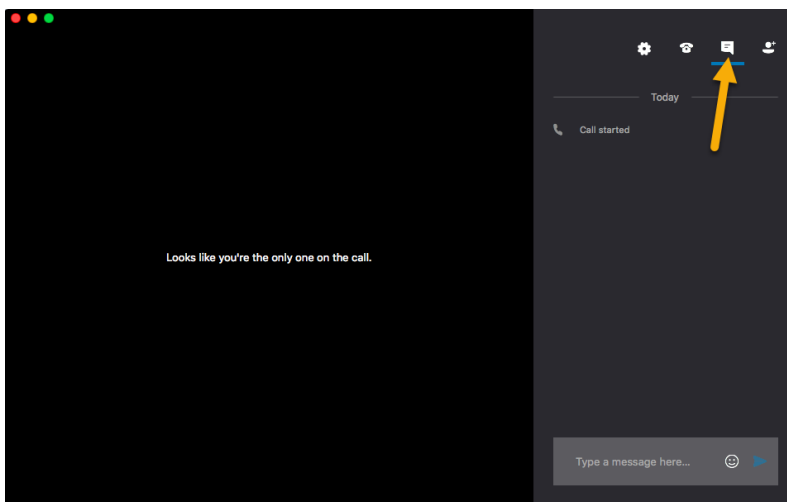 Today
Call started
Looks like you're the only one on the call.
Type a message here...